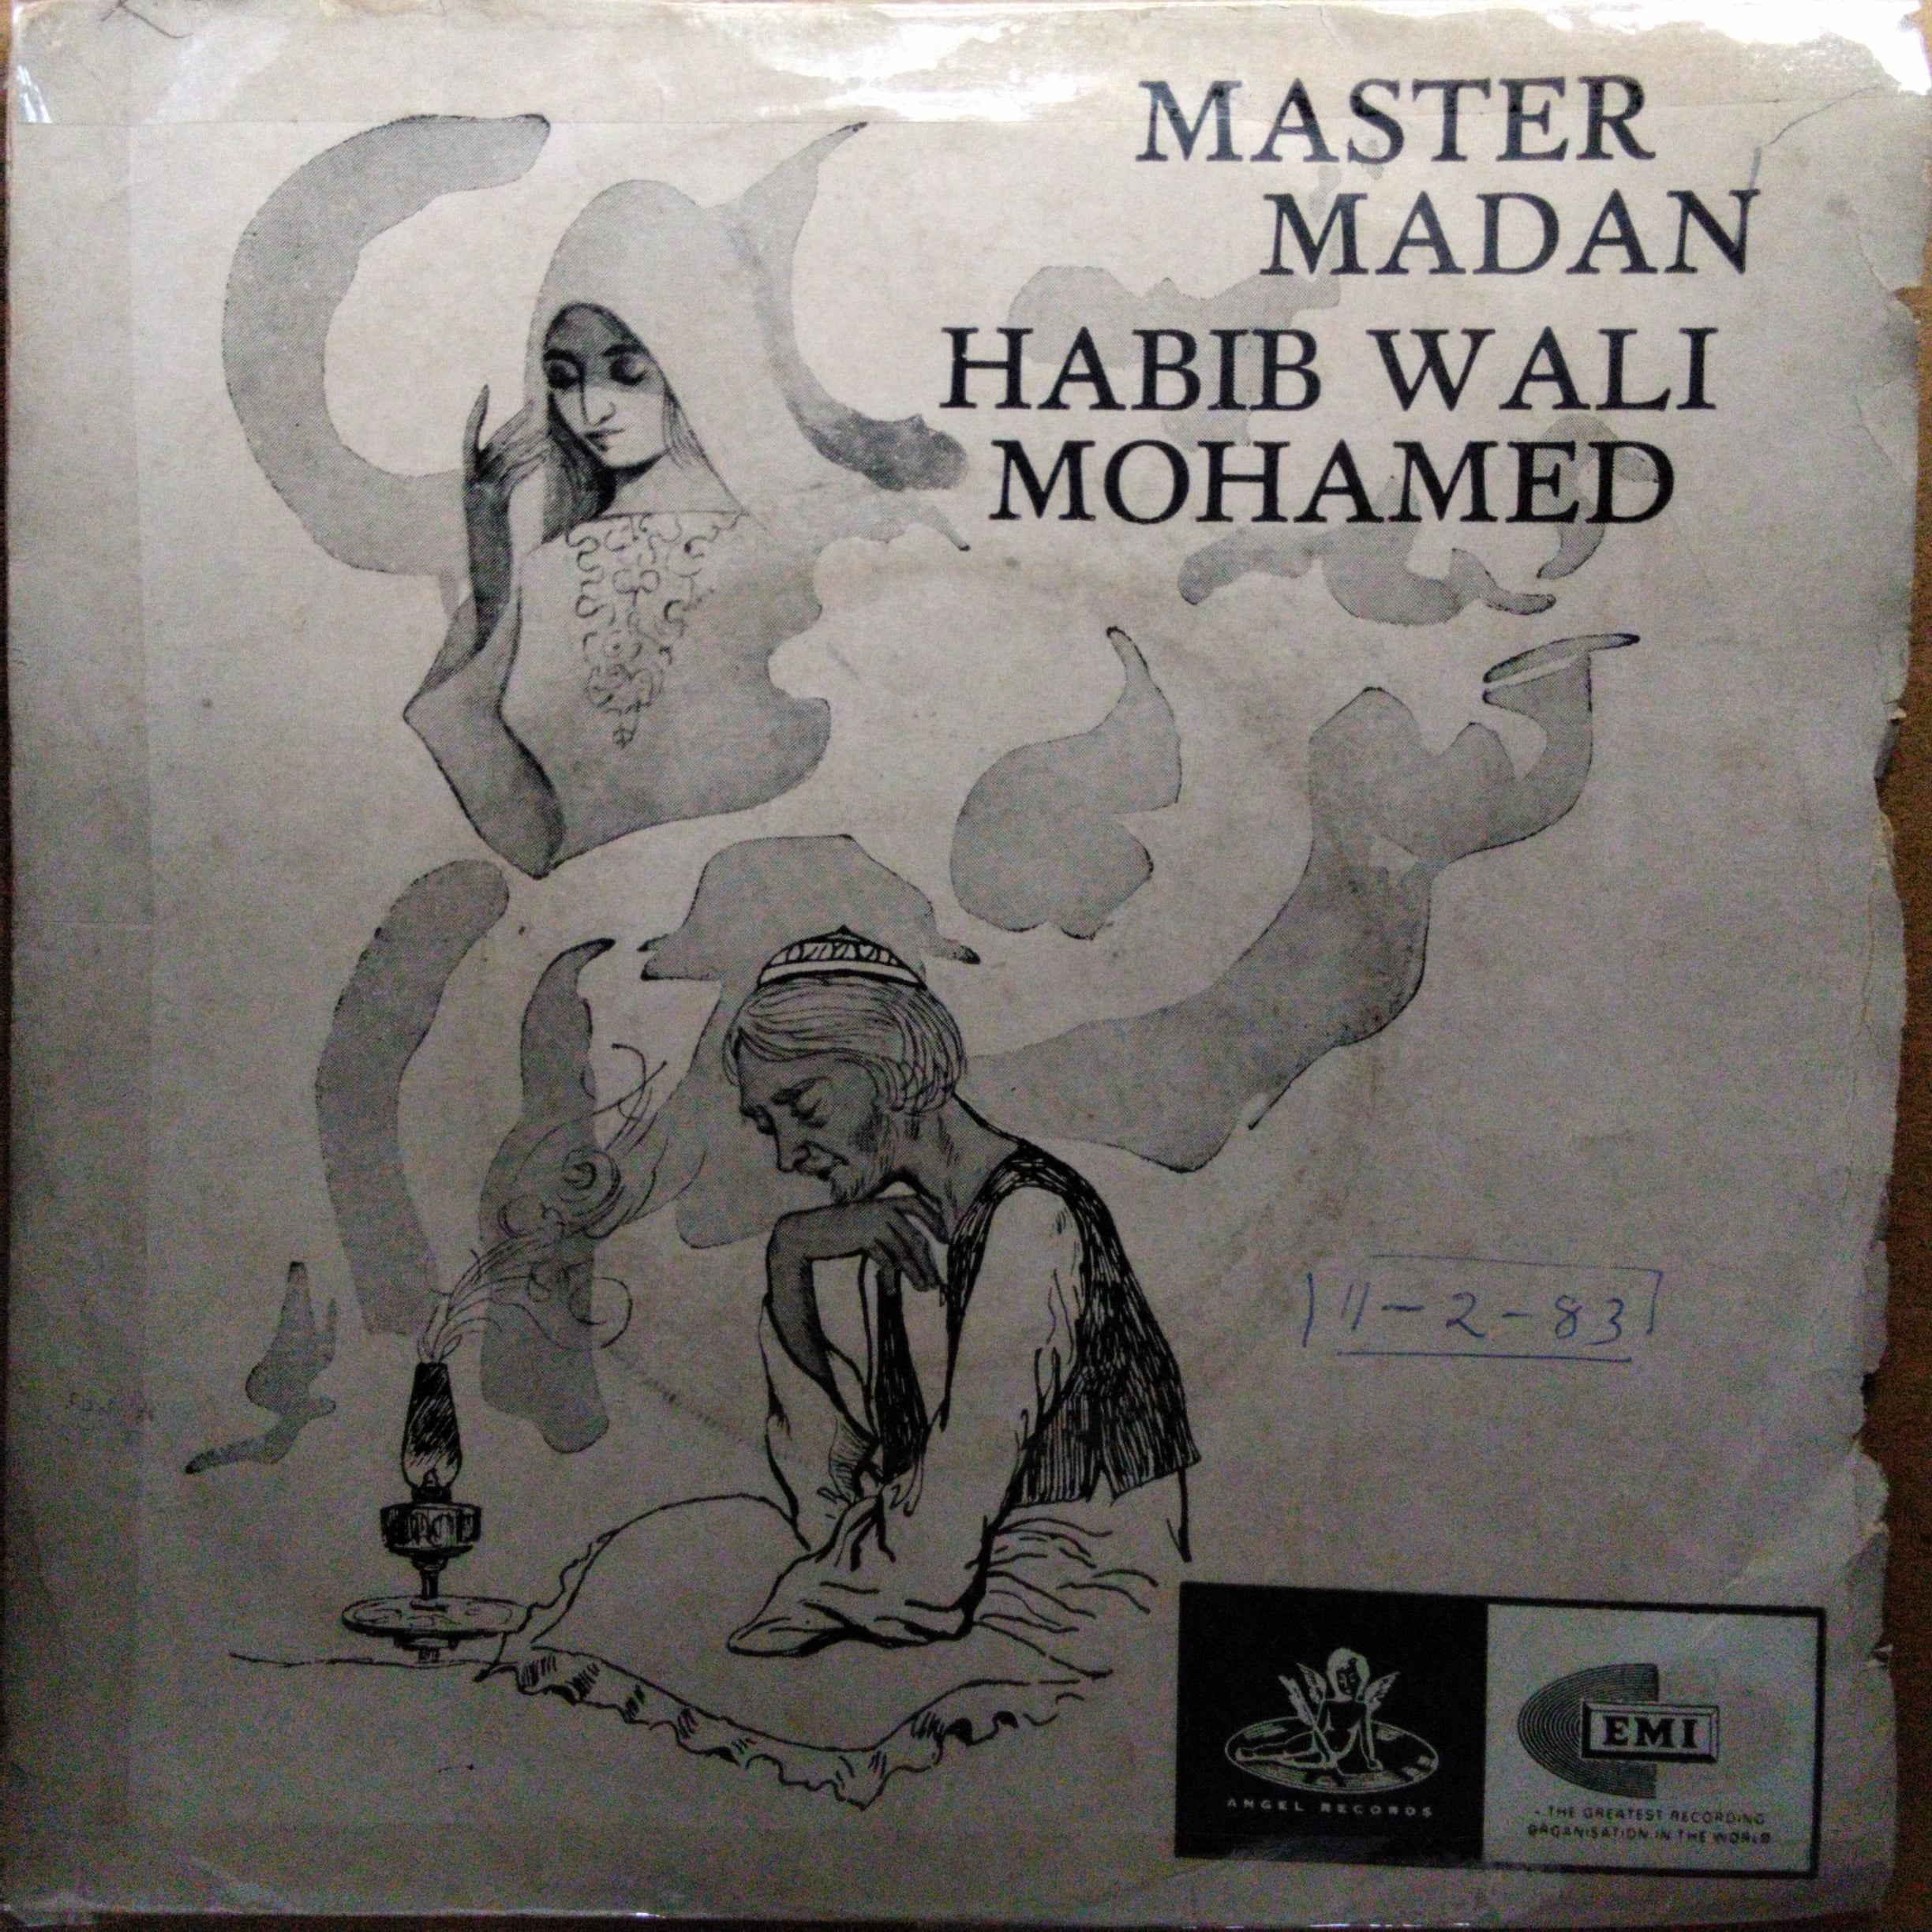 MASTER
MADAN
HABIB WALI
MOHAMED
11-2-83
ANGEL RECORDS
EMI
THE GREATEST RECORDING
ORGANISATION IN THE WORLD